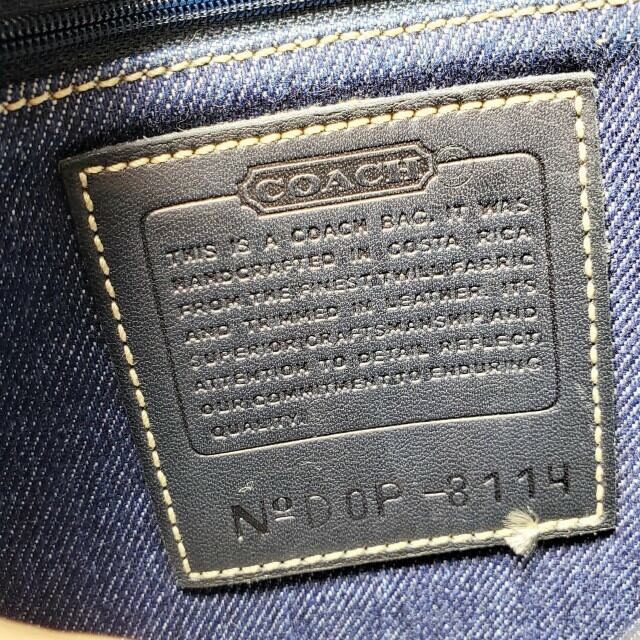 COACH®
THIS IS A COACH BAG. IT WAS
HANDCRAFTED IN COSTA RICA
FROM THE FINEST TWILL FABRIC
AND TRIMMED IN LEATHER. ITS
SUPERIOR CRAFTSMANSHIP AND
ATTENTION TO DETAIL REFLECT
OUR COMMITMENT TO ENDURING
QUALITY.
Nº D0P-8114